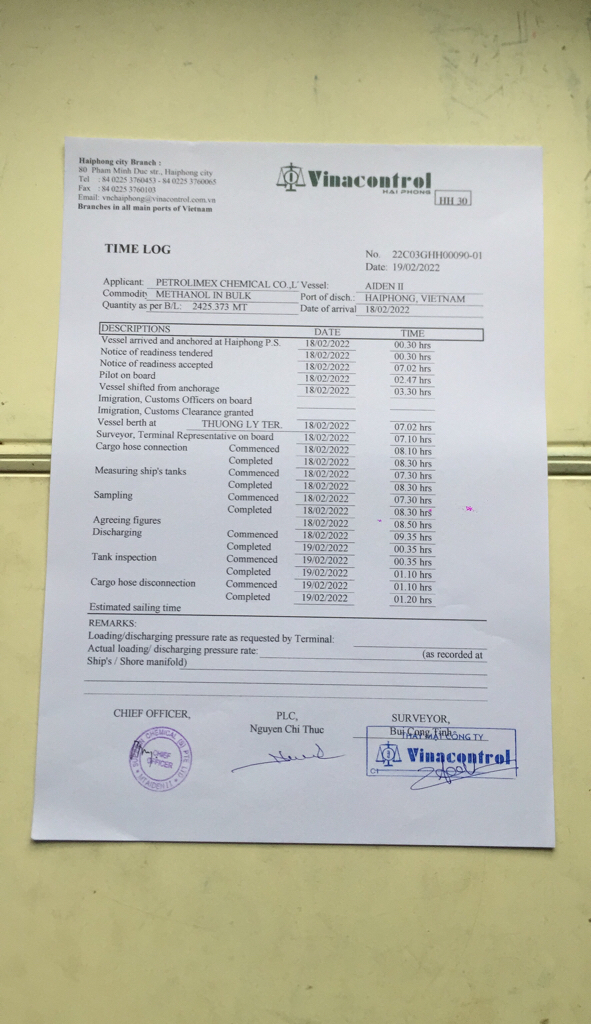 Haiphong city Branch :
80 Pham Minh Duc str., Haiphong city
Tel : 84 0225 3760453 - 84 0225 3760065
Fax : 84 0225 3760103
Email: vnchaiphong@vinacontrol.com.vn
Branches in all main ports of Vietnam
Vinacontrol
HAI PHONG
HH 30
TIME LOG
No. 22C03GHH00090-01
Date: 19/02/2022
Applicant: PETROLIMEX CHEMICAL CO.,L' Vessel: AIDEN II
Commodity METHANOL IN BULK Port of disch.: HAIPHONG, VIETNAM
Quantity as per B/L: 2425.373 MT Date of arrival 18/02/2022
DESCRIPTIONS DATE TIME
Vessel arrived and anchored at Haiphong P.S. 18/02/2022 00.30 hrs
Notice of readiness tendered 18/02/2022 00.30 hrs
Notice of readiness accepted 18/02/2022 07.02 hrs
Pilot on board 18/02/2022 02.47 hrs
Vessel shifted from anchorage 18/02/2022 03.30 hrs
Imigration, Customs Officers on board
Imigration, Customs Clearance granted
Vessel berth at THUONG LY TER. 18/02/2022 07.02 hrs
Surveyor, Terminal Representative on board 18/02/2022 07.10 hrs
Cargo hose connection Commenced 18/02/2022 08.10 hrs
Completed 18/02/2022 08.30 hrs
Measuring ship's tanks Commenced 18/02/2022 07.30 hrs
Completed 18/02/2022 08.30 hrs
Sampling Commenced 18/02/2022 07.30 hrs
Completed 18/02/2022 08.30 hrs
Agreeing figures 18/02/2022 08.50 hrs
Discharging Commenced 18/02/2022 09.35 hrs
Completed 19/02/2022 00.35 hrs
Tank inspection Commenced 19/02/2022 00.35 hrs
Completed 19/02/2022 01.10 hrs
Cargo hose disconnection Commenced 19/02/2022 01.10 hrs
Completed 19/02/2022 01.20 hrs
Estimated sailing time
REMARKS:
Loading/discharging pressure rate as requested by Terminal:
Actual loading/ discharging pressure rate: (as recorded at
Ship's / Shore manifold)
CHIEF OFFICER, PLC, SURVEYOR,
Nguyen Chi Thuc Bui Cong Tinh
THAY MAT CONG TY
Vinacontrol
CHIEF
OFFICER